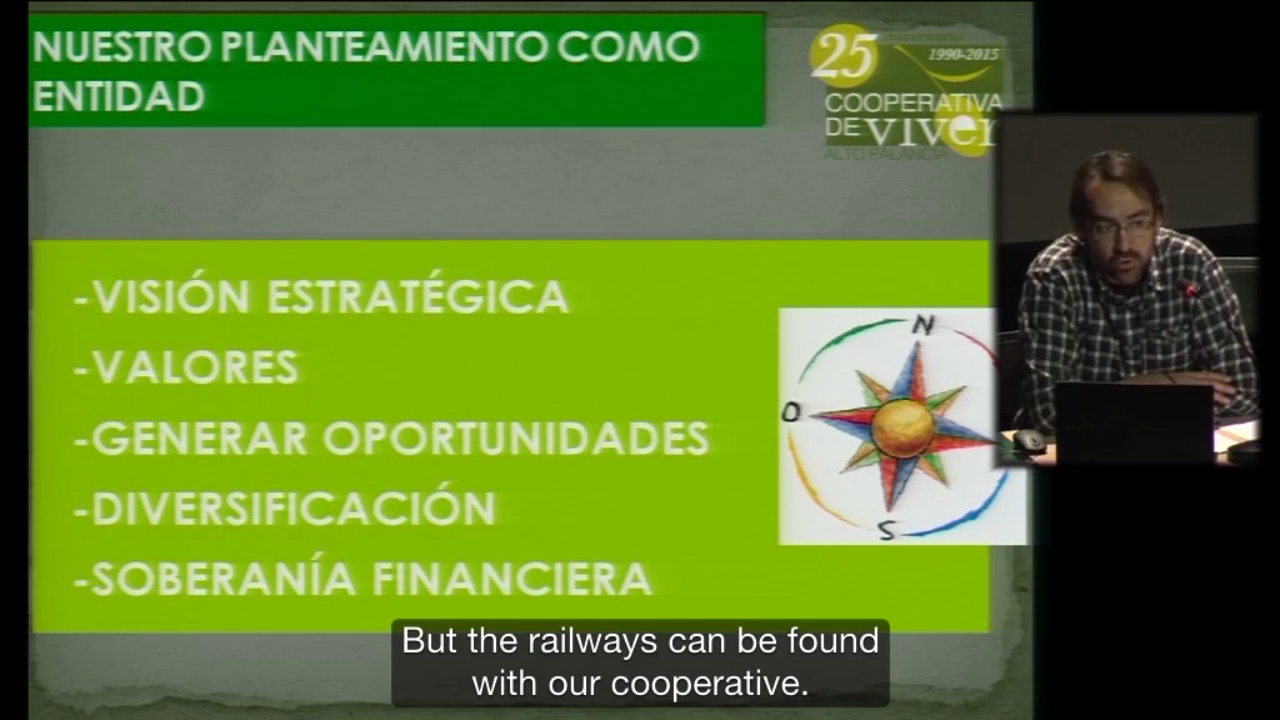 NUESTRO PLANTEAMIENTO COMO
ENTIDAD
25
1990-2015
COOPERATIVA
DE viver
ALTO PALANCIA
-VISIÓN ESTRATÉGICA
-VALORES
-GENERAR OPORTUNIDADES
-DIVERSIFICACIÓN
-SOBERANÍA FINANCIERA
N
O
S
But the railways can be found
with our cooperative.